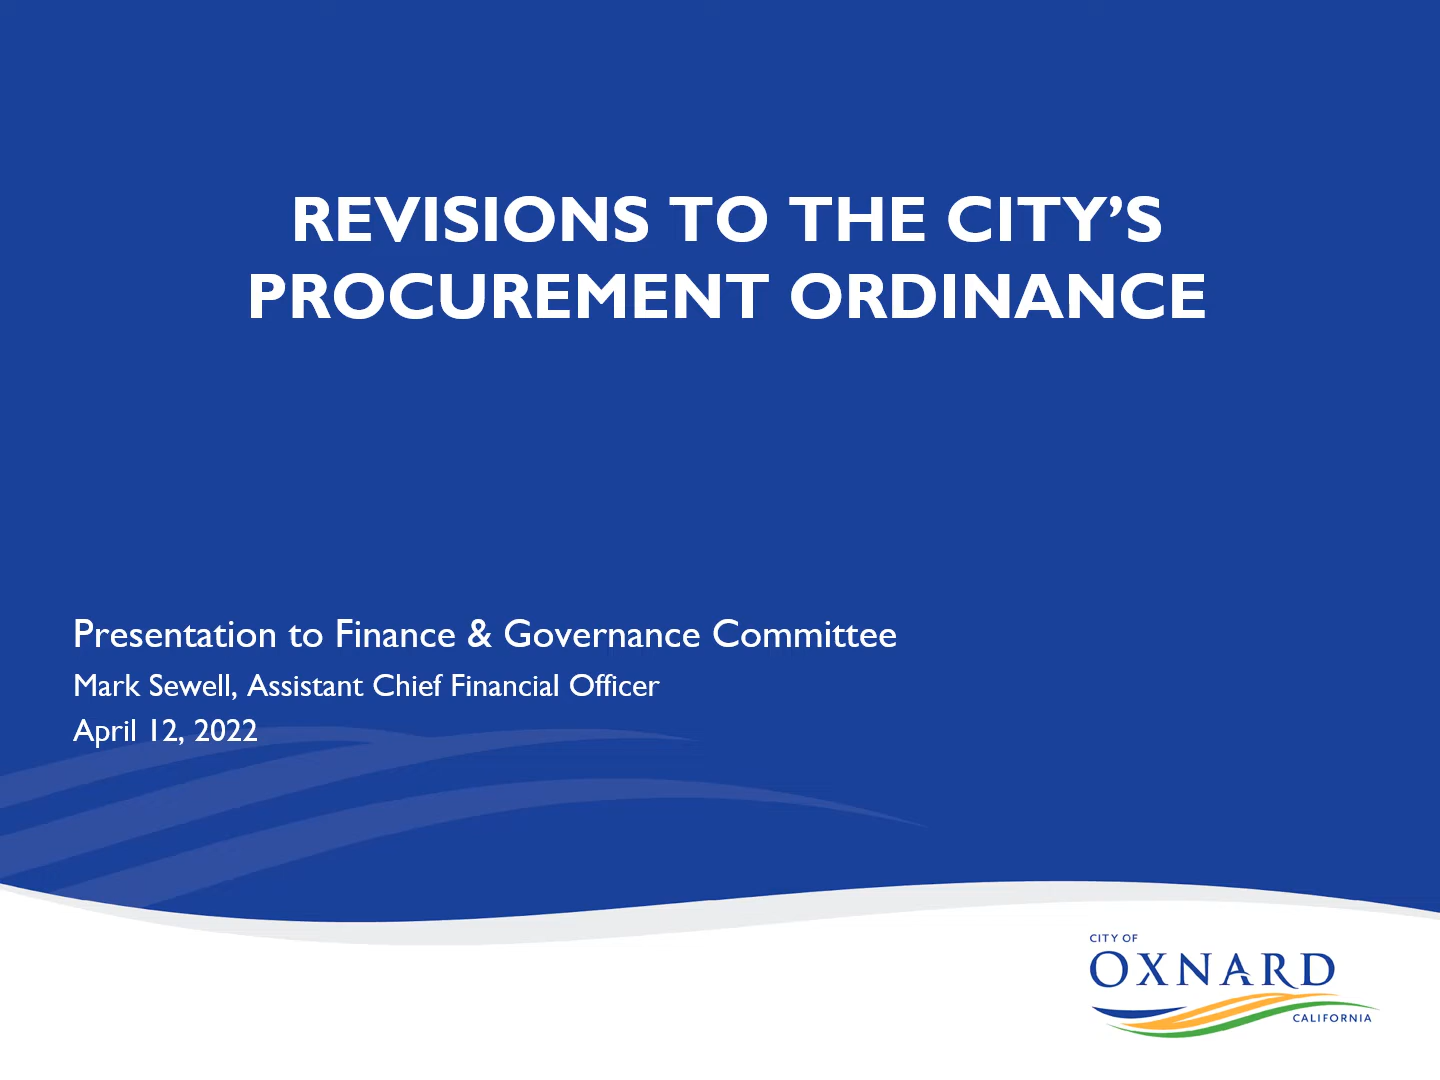 REVISIONS TO THE CITY’S
PROCUREMENT ORDINANCE
Presentation to Finance & Governance Committee
Mark Sewell, Assistant Chief Financial Officer
April 12, 2022
CITY OF
OXNARD
CALIFORNIA